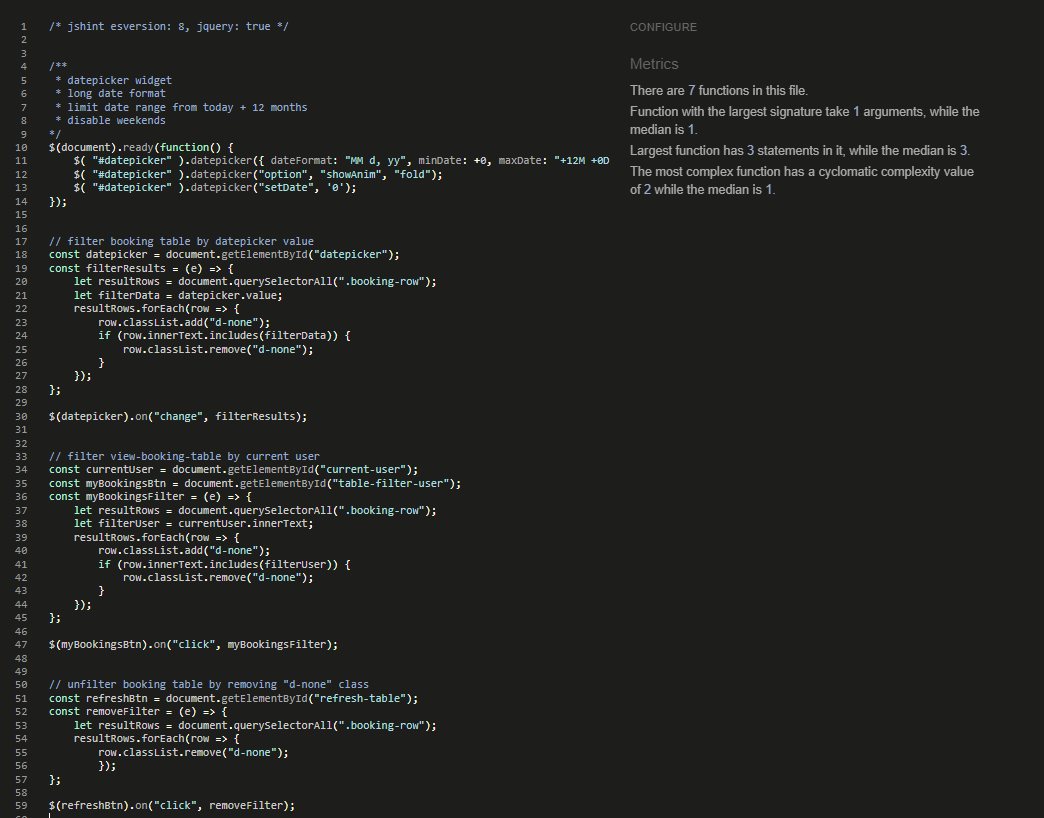 1 /* jshint esversion: 8, jquery: true */
2
3
4 /**
5  * datepicker widget
6  * long date format
7  * limit date range from today + 12 months
8  * disable weekends
9 */
10 $(document).ready(function() {
11     $( "#datepicker" ).datepicker({ dateFormat: "MM d, yy", minDate: +0, maxDate: "+12M +0D
12     $( "#datepicker" ).datepicker("option", "showAnim", "fold");
13     $( "#datepicker" ).datepicker("setDate", '0');
14 });
15
16
17 // filter booking table by datepicker value
18 const datepicker = document.getElementById("datepicker");
19 const filterResults = (e) => {
20     let resultRows = document.querySelectorAll(".booking-row");
21     let filterData = datepicker.value;
22     resultRows.forEach(row => {
23         row.classList.add("d-none");
24         if (row.innerText.includes(filterData)) {
25             row.classList.remove("d-none");
26         }
27     });
28 };
29
30 $(datepicker).on("change", filterResults);
31
32
33 // filter view-booking-table by current user
34 const currentUser = document.getElementById("current-user");
35 const myBookingsBtn = document.getElementById("table-filter-user");
36 const myBookingsFilter = (e) => {
37     let resultRows = document.querySelectorAll(".booking-row");
38     let filterUser = currentUser.innerText;
39     resultRows.forEach(row => {
40         row.classList.add("d-none");
41         if (row.innerText.includes(filterUser)) {
42             row.classList.remove("d-none");
43         }
44     });
45 };
46
47 $(myBookingsBtn).on("click", myBookingsFilter);
48
49
50 // unfilter booking table by removing "d-none" class
51 const refreshBtn = document.getElementById("refresh-table");
52 const removeFilter = (e) => {
53     let resultRows = document.querySelectorAll(".booking-row");
54     resultRows.forEach(row => {
55         row.classList.remove("d-none");
56         });
57 };
58
59 $(refreshBtn).on("click", removeFilter);
CONFIGURE
Metrics
There are 7 functions in this file.
Function with the largest signature take 1 arguments, while the
median is 1.
Largest function has 3 statements in it, while the median is 3.
The most complex function has a cyclomatic complexity value
of 2 while the median is 1.